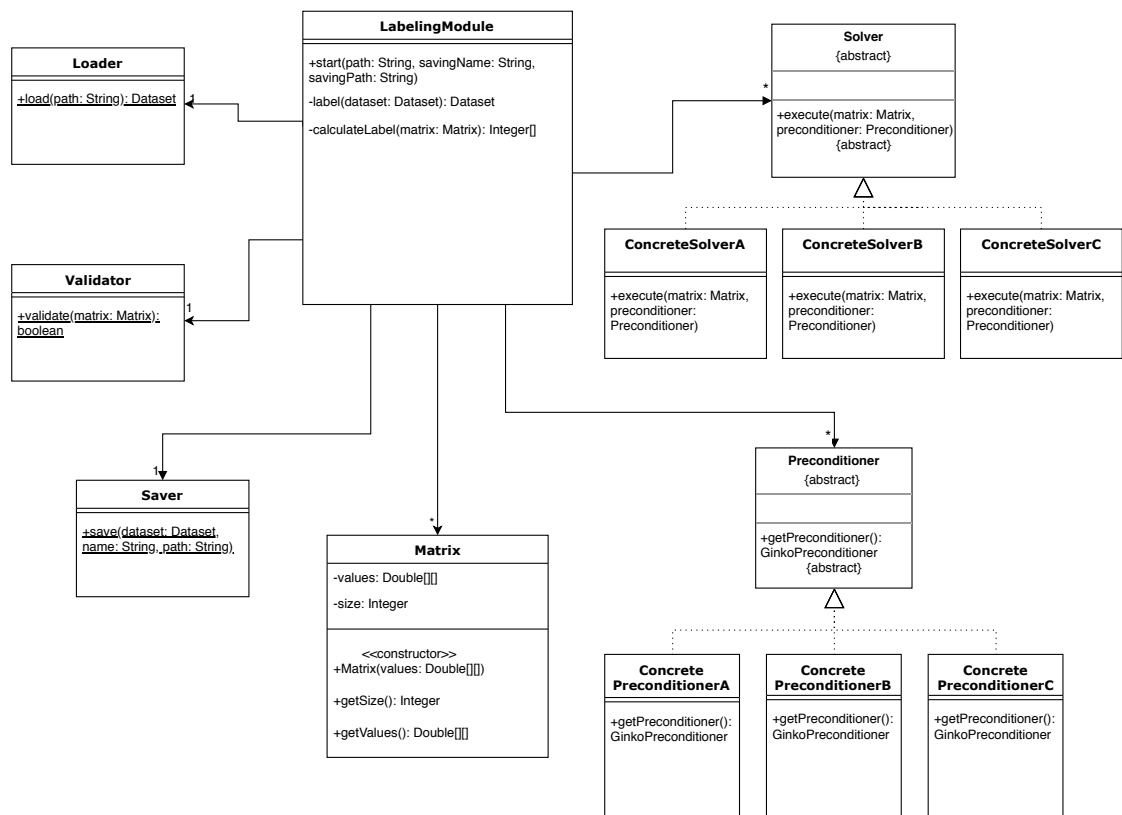 LabelingModule
+start(path: String, savingName: String,
savingPath: String)
-label(dataset: Dataset): Dataset
-calculateLabel(matrix: Matrix): Integer[]
Loader
+load(path: String): Dataset
1
Validator
+validate(matrix: Matrix):
boolean
1
Saver
+save(dataset: Dataset,
name: String, path: String)
1
Matrix
-values: Double[][]
-size: Integer
<<constructor>>
+Matrix(values: Double[][])
+getSize(): Integer
+getValues(): Double[][]
*
Solver
{abstract}
+execute(matrix: Matrix,
preconditioner: Preconditioner)
{abstract}
*
ConcreteSolverA
+execute(matrix: Matrix,
preconditioner:
Preconditioner)
ConcreteSolverB
+execute(matrix: Matrix,
preconditioner:
Preconditioner)
ConcreteSolverC
+execute(matrix: Matrix,
preconditioner:
Preconditioner)
*
Preconditioner
{abstract}
+getPreconditioner():
GinkoPreconditioner
{abstract}
Concrete
PreconditionerA
+getPreconditioner():
GinkoPreconditioner
Concrete
PreconditionerB
+getPreconditioner():
GinkoPreconditioner
Concrete
PreconditionerC
+getPreconditioner():
GinkoPreconditioner